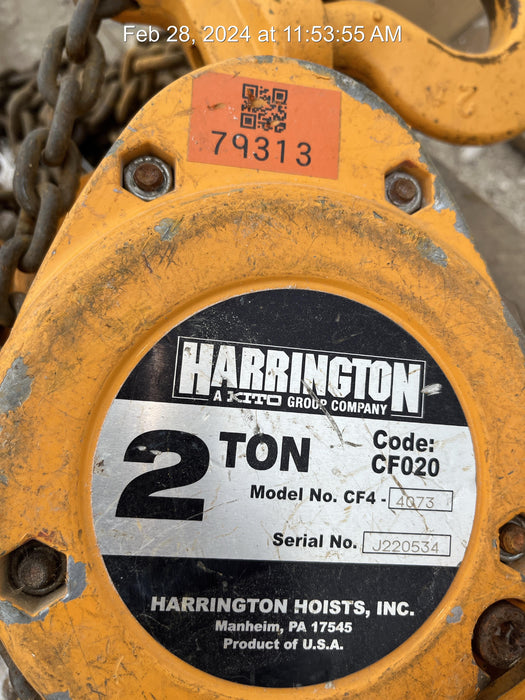 Feb 28, 2024 at 11:53:55 AM
79313
HARRINGTON
A KITO GROUP COMPANY
2 TON
Code:
CF020
Model No. CF4 - 4073
Serial No. J220534
HARRINGTON HOISTS, INC.
Manheim, PA 17545
Product of U.S.A.